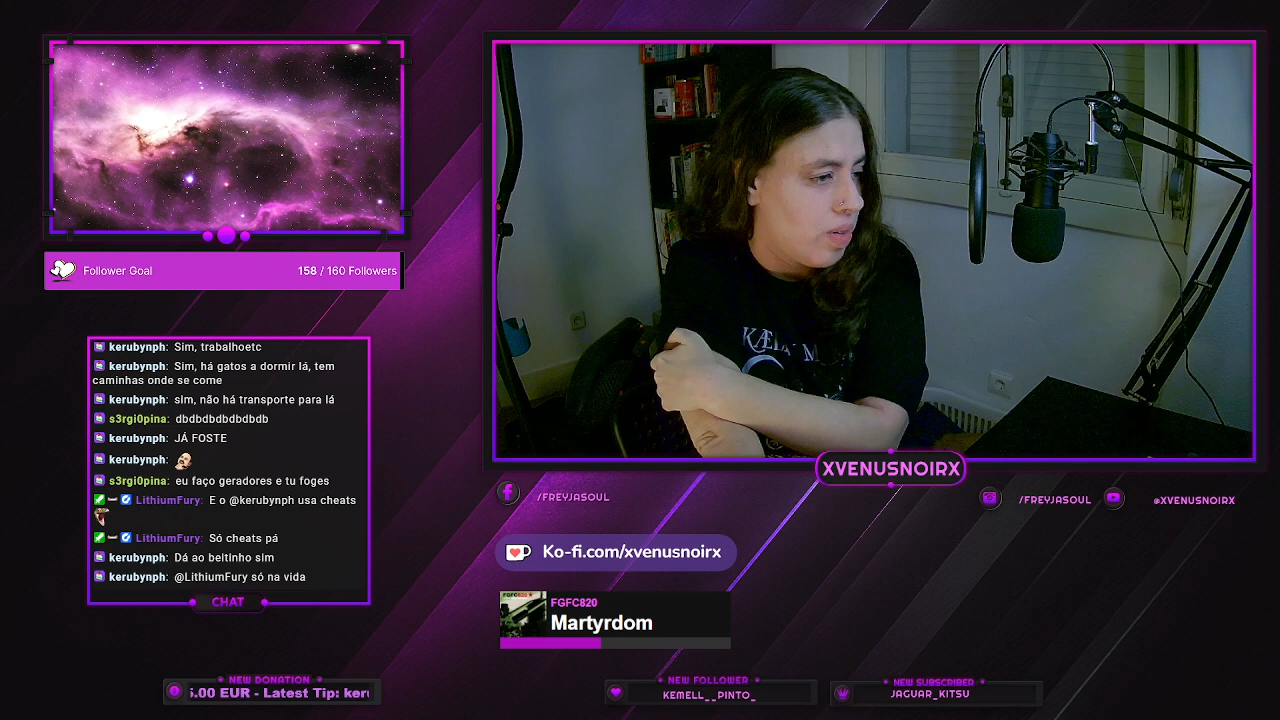 Follower Goal
158 / 160 Followers
kerubynph: Sim, trabalhoetc
kerubynph: Sim, há gatos a dormir lá, tem
caminhas onde se come
kerubynph: sIm, não há transporte para lá
s3rgi0pina: dbdbdbdbdbdbdb
kerubynph: JÁ FOSTE
kerubynph:
s3rgi0pina: eu faço geradores e tu foges
LithiumFury: E o @kerubynph usa cheats
LithiumFury: Só cheats pá
kerubynph: Dá ao beltinho sim
kerubynph: @LithiumFury só na vida
CHAT
XVENUSNOIRX
/FREYJASOUL
/FREYJASOUL
@XVENUSNOIRX
Ko-fi.com/xvenusnoirx
FGFC820
Martyrdom
NEW DONATION
.00 EUR - Latest Tip: keru
NEW FOLLOWER
KEMELL__PINTO_
NEW SUBSCRIBER
JAGUAR_KITSU